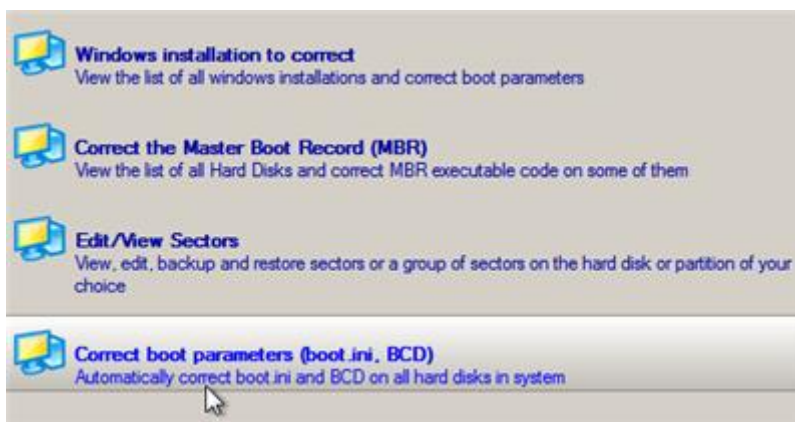 Windows installation to correct
View the list of all windows installations and correct boot parameters
Correct the Master Boot Record (MBR)
View the list of all Hard Disks and correct MBR executable code on some of them
Edit/View Sectors
View, edit, backup and restore sectors or a group of sectors on the hard disk or partition of your
choice
Correct boot parameters (boot.ini, BCD)
Automatically correct boot.ini and BCD on all hard disks in system